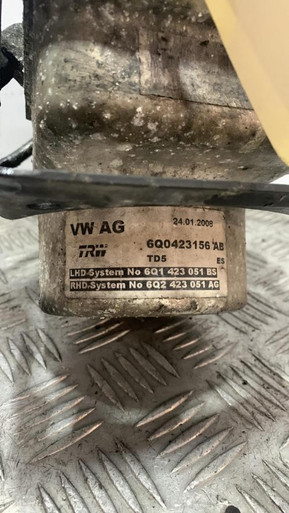 VW AG 24.01.2008
TRW 6Q0423156 AB
TD5 ES
LHD-System No 6Q1 423 051 BS
RHD-System No 6Q2 423 051 AG